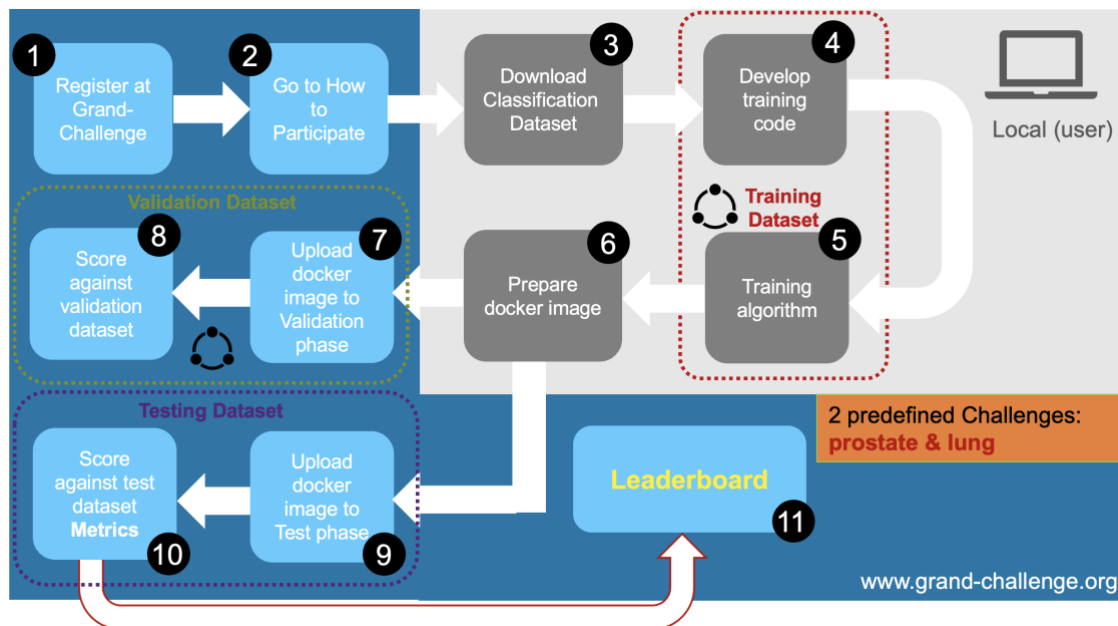 1
Register at
Grand-
Challenge
2
Go to How
to
Participate
3
Download
Classification
Dataset
4
Develop
training
code
Local (user)
Training
Dataset
5
Training
algorithm
6
Prepare
docker image
Validation Dataset
7
Upload
docker
image to
Validation
phase
8
Score
against
validation
dataset
Testing Dataset
9
Upload
docker
image to
Test phase
10
Score
against test
dataset
Metrics
Leaderboard
11
2 predefined Challenges:
prostate & lung
www.grand-challenge.org